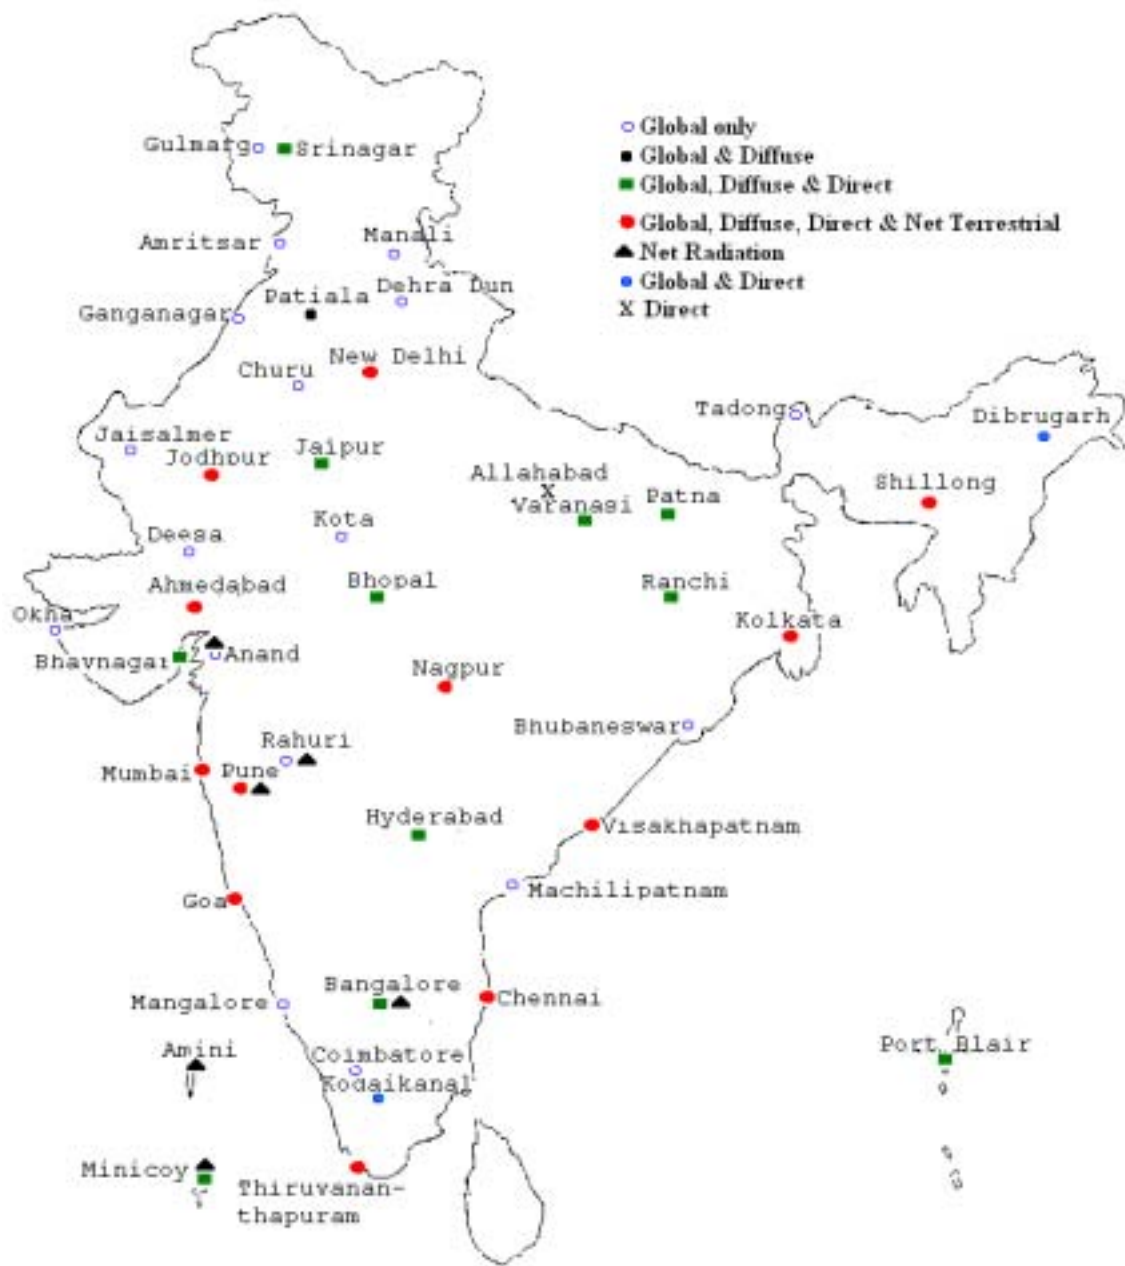 Global only
Gulmarg
Srinagar
Global & Diffuse
Global, Diffuse & Direct
Global, Diffuse, Direct & Net Terrestrial
Amritsar
Manali
Net Radiation
Global & Direct
Dehra Dun
Patiala
X Direct
Ganganagar
New Delhi
Churu
Tadong
Dibrugarh
Jaisalmer
Jaipur
Jodhpur
Allahabad
X
Shillong
Varanasi
Patna
Kota
Deesa
Ahmedabad
Bhopal
Ranchi
Okha
Kolkata
Bhavnagar
Anand
Nagpur
Bhubaneswar
Rahuri
Mumbai
Pune
Hyderabad
Visakhapatnam
Machilipatnam
Goa
Bangalore
Mangalore
Chennai
Amini
Coimbatore
Port Blair
Kodaikanal
Minicoy
Thiruvanan-
thapuram